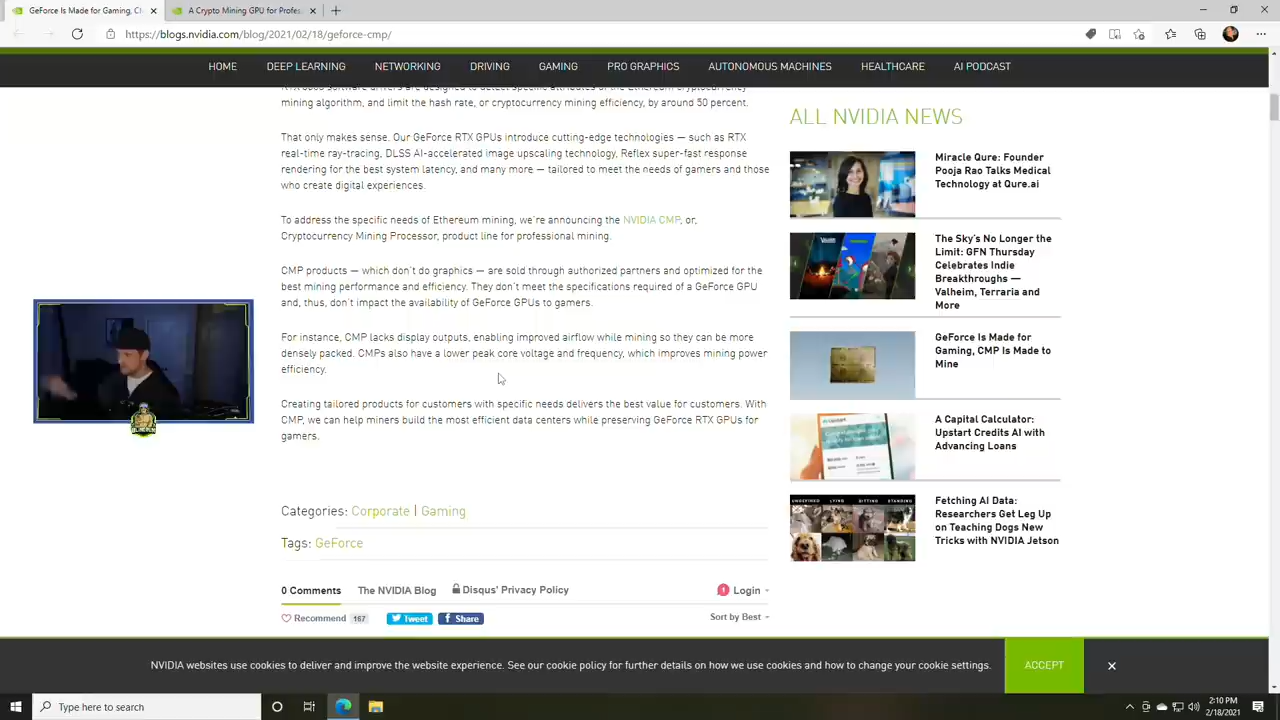 GeForce Is Made for Gaming, C
A Crypto Mining GPU for Profes
https://blogs.nvidia.com/blog/2021/02/18/geforce-cmp/
HOME DEEP LEARNING NETWORKING DRIVING GAMING PRO GRAPHICS AUTONOMOUS MACHINES HEALTHCARE AI PODCAST
mining algorithm, and limit the hash rate, or cryptocurrency mining efficiency, by around 50 percent.
That only makes sense. Our GeForce RTX GPUs introduce cutting-edge technologies — such as RTX
real-time ray-tracing, DLSS AI-accelerated image upscaling technology, Reflex super-fast response
rendering for the best system latency, and many more — tailored to meet the needs of gamers and those
who create digital experiences.
To address the specific needs of Ethereum mining, we're announcing the NVIDIA CMP, or,
Cryptocurrency Mining Processor, product line for professional mining.
CMP products — which don't do graphics — are sold through authorized partners and optimized for the
best mining performance and efficiency. They don't meet the specifications required of a GeForce GPU
and, thus, don't impact the availability of GeForce GPUs to gamers.
For instance, CMP lacks display outputs, enabling improved airflow while mining so they can be more
densely packed. CMPs also have a lower peak core voltage and frequency, which improves mining power
efficiency.
Creating tailored products for customers with specific needs delivers the best value for customers. With
CMP, we can help miners build the most efficient data centers while preserving GeForce RTX GPUs for
gamers.
Categories: Corporate | Gaming
Tags: GeForce
0 Comments The NVIDIA Blog Disqus' Privacy Policy 1 Login
Recommend 167 Tweet Share Sort by Best
ALL NVIDIA NEWS
Miracle Qure: Founder
Pooja Rao Talks Medical
Technology at Qure.ai
The Sky's No Longer the
Limit: GFN Thursday
Celebrates Indie
Breakthroughs —
Valheim, Terraria and
More
GeForce Is Made for
Gaming, CMP Is Made to
Mine
A Capital Calculator:
Upstart Credits AI with
Advancing Loans
Fetching AI Data:
Researchers Get Leg Up
on Teaching Dogs New
Tricks with NVIDIA Jetson
NVIDIA websites use cookies to deliver and improve the website experience. See our cookie policy for further details on how we use cookies and how to change your cookie settings.
ACCEPT
Type here to search
2:10 PM
2/18/2021